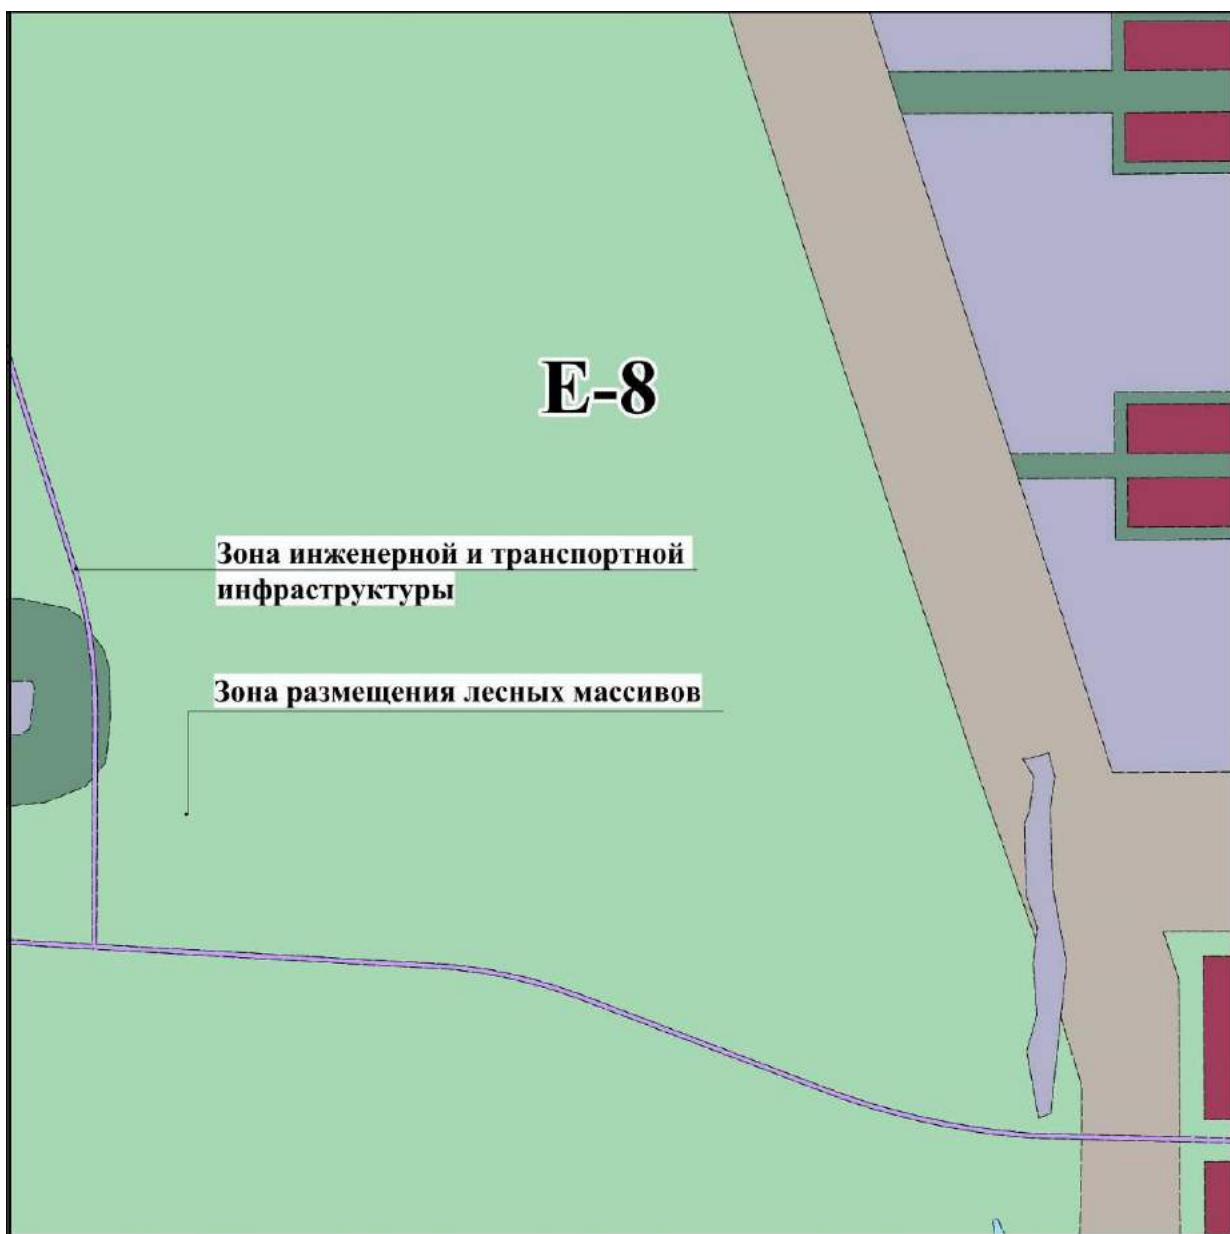 Е-8
Зона инженерной и транспортной
инфраструктуры
Зона размещения лесных массивов